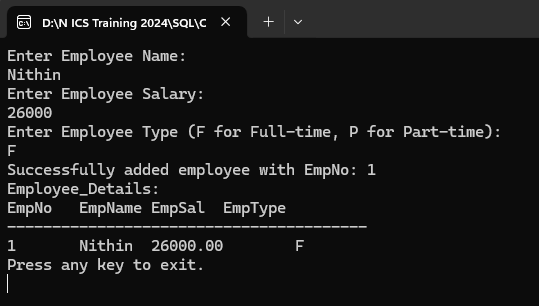 D:\N ICS Training 2024\SQL\C
Enter Employee Name:
Nithin
Enter Employee Salary:
26000
Enter Employee Type (F for Full-time, P for Part-time):
F
Successfully added employee with EmpNo: 1
Employee_Details:
EmpNo   EmpName EmpSal  EmpType
----------------------------------------
1       Nithin  26000.00        F
Press any key to exit.